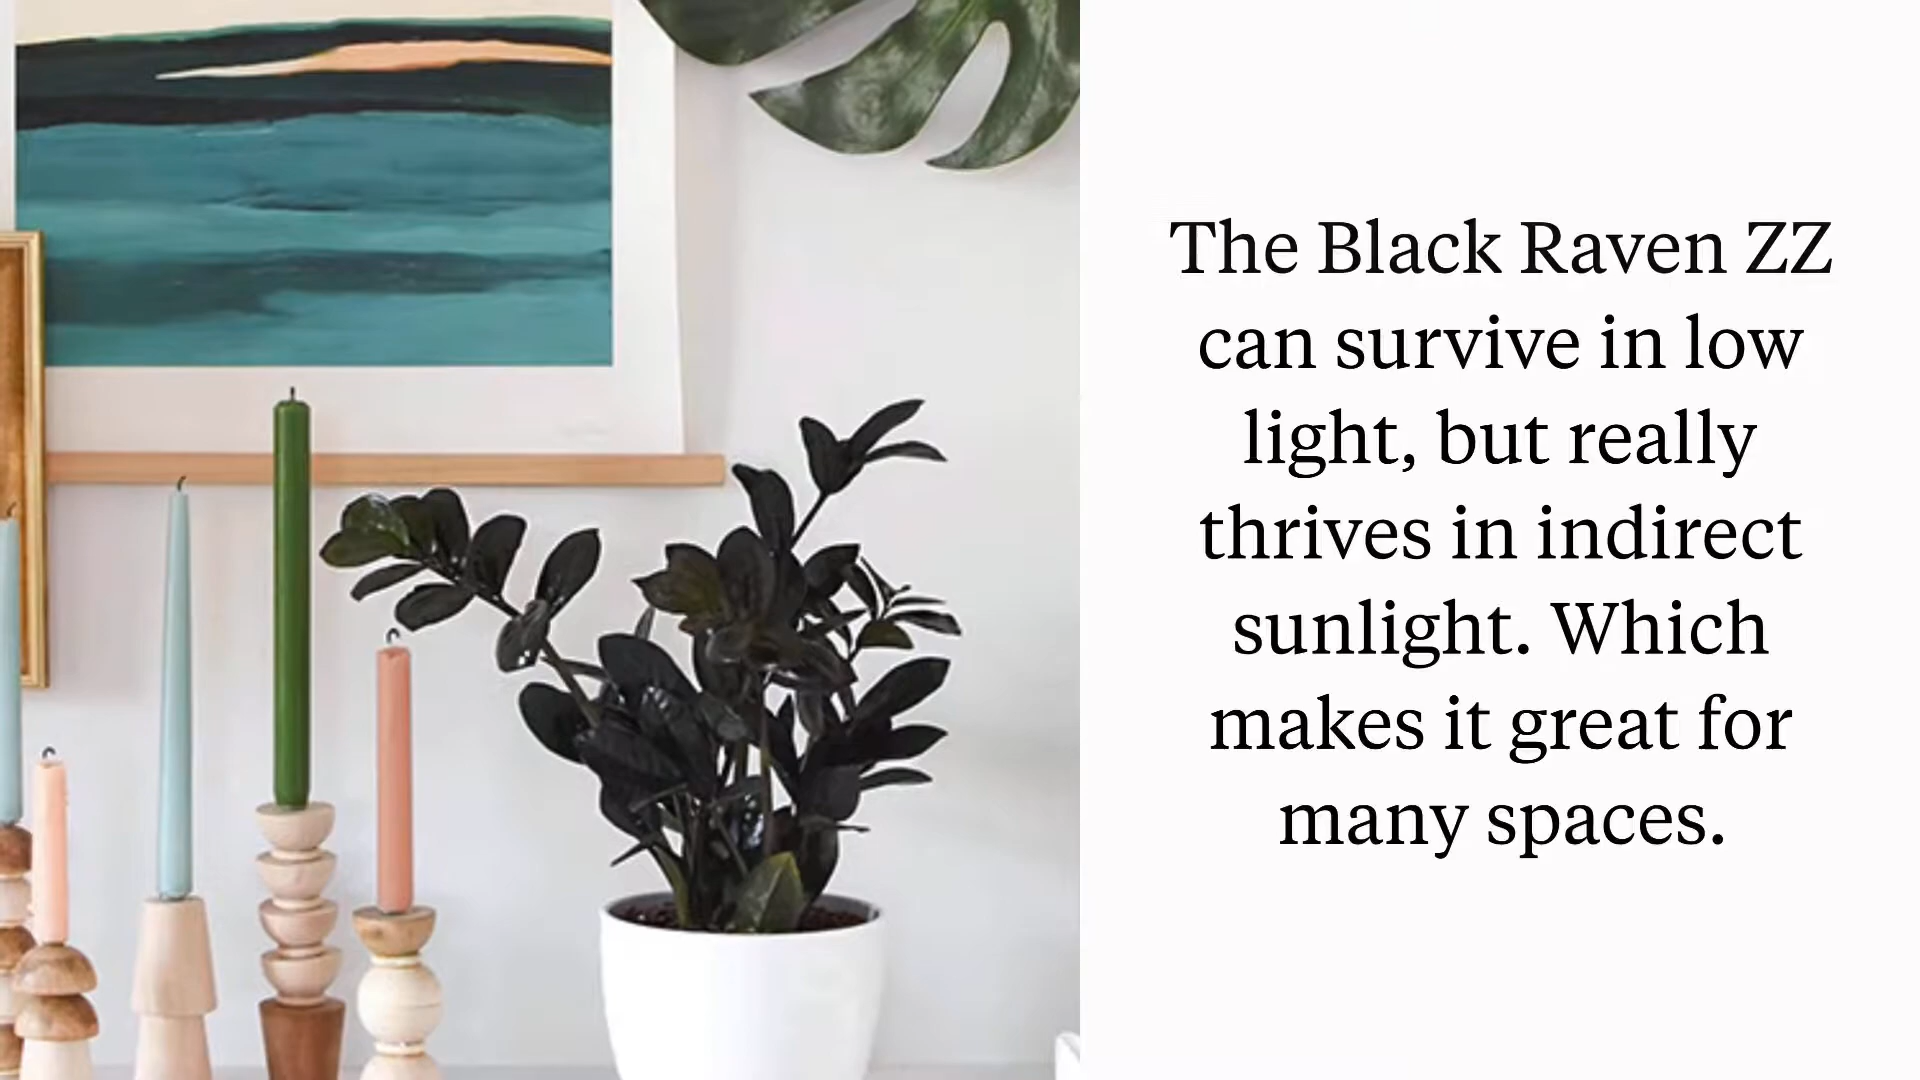 The Black Raven ZZ
can survive in low
light, but really
thrives in indirect
sunlight. Which
makes it great for
many spaces.